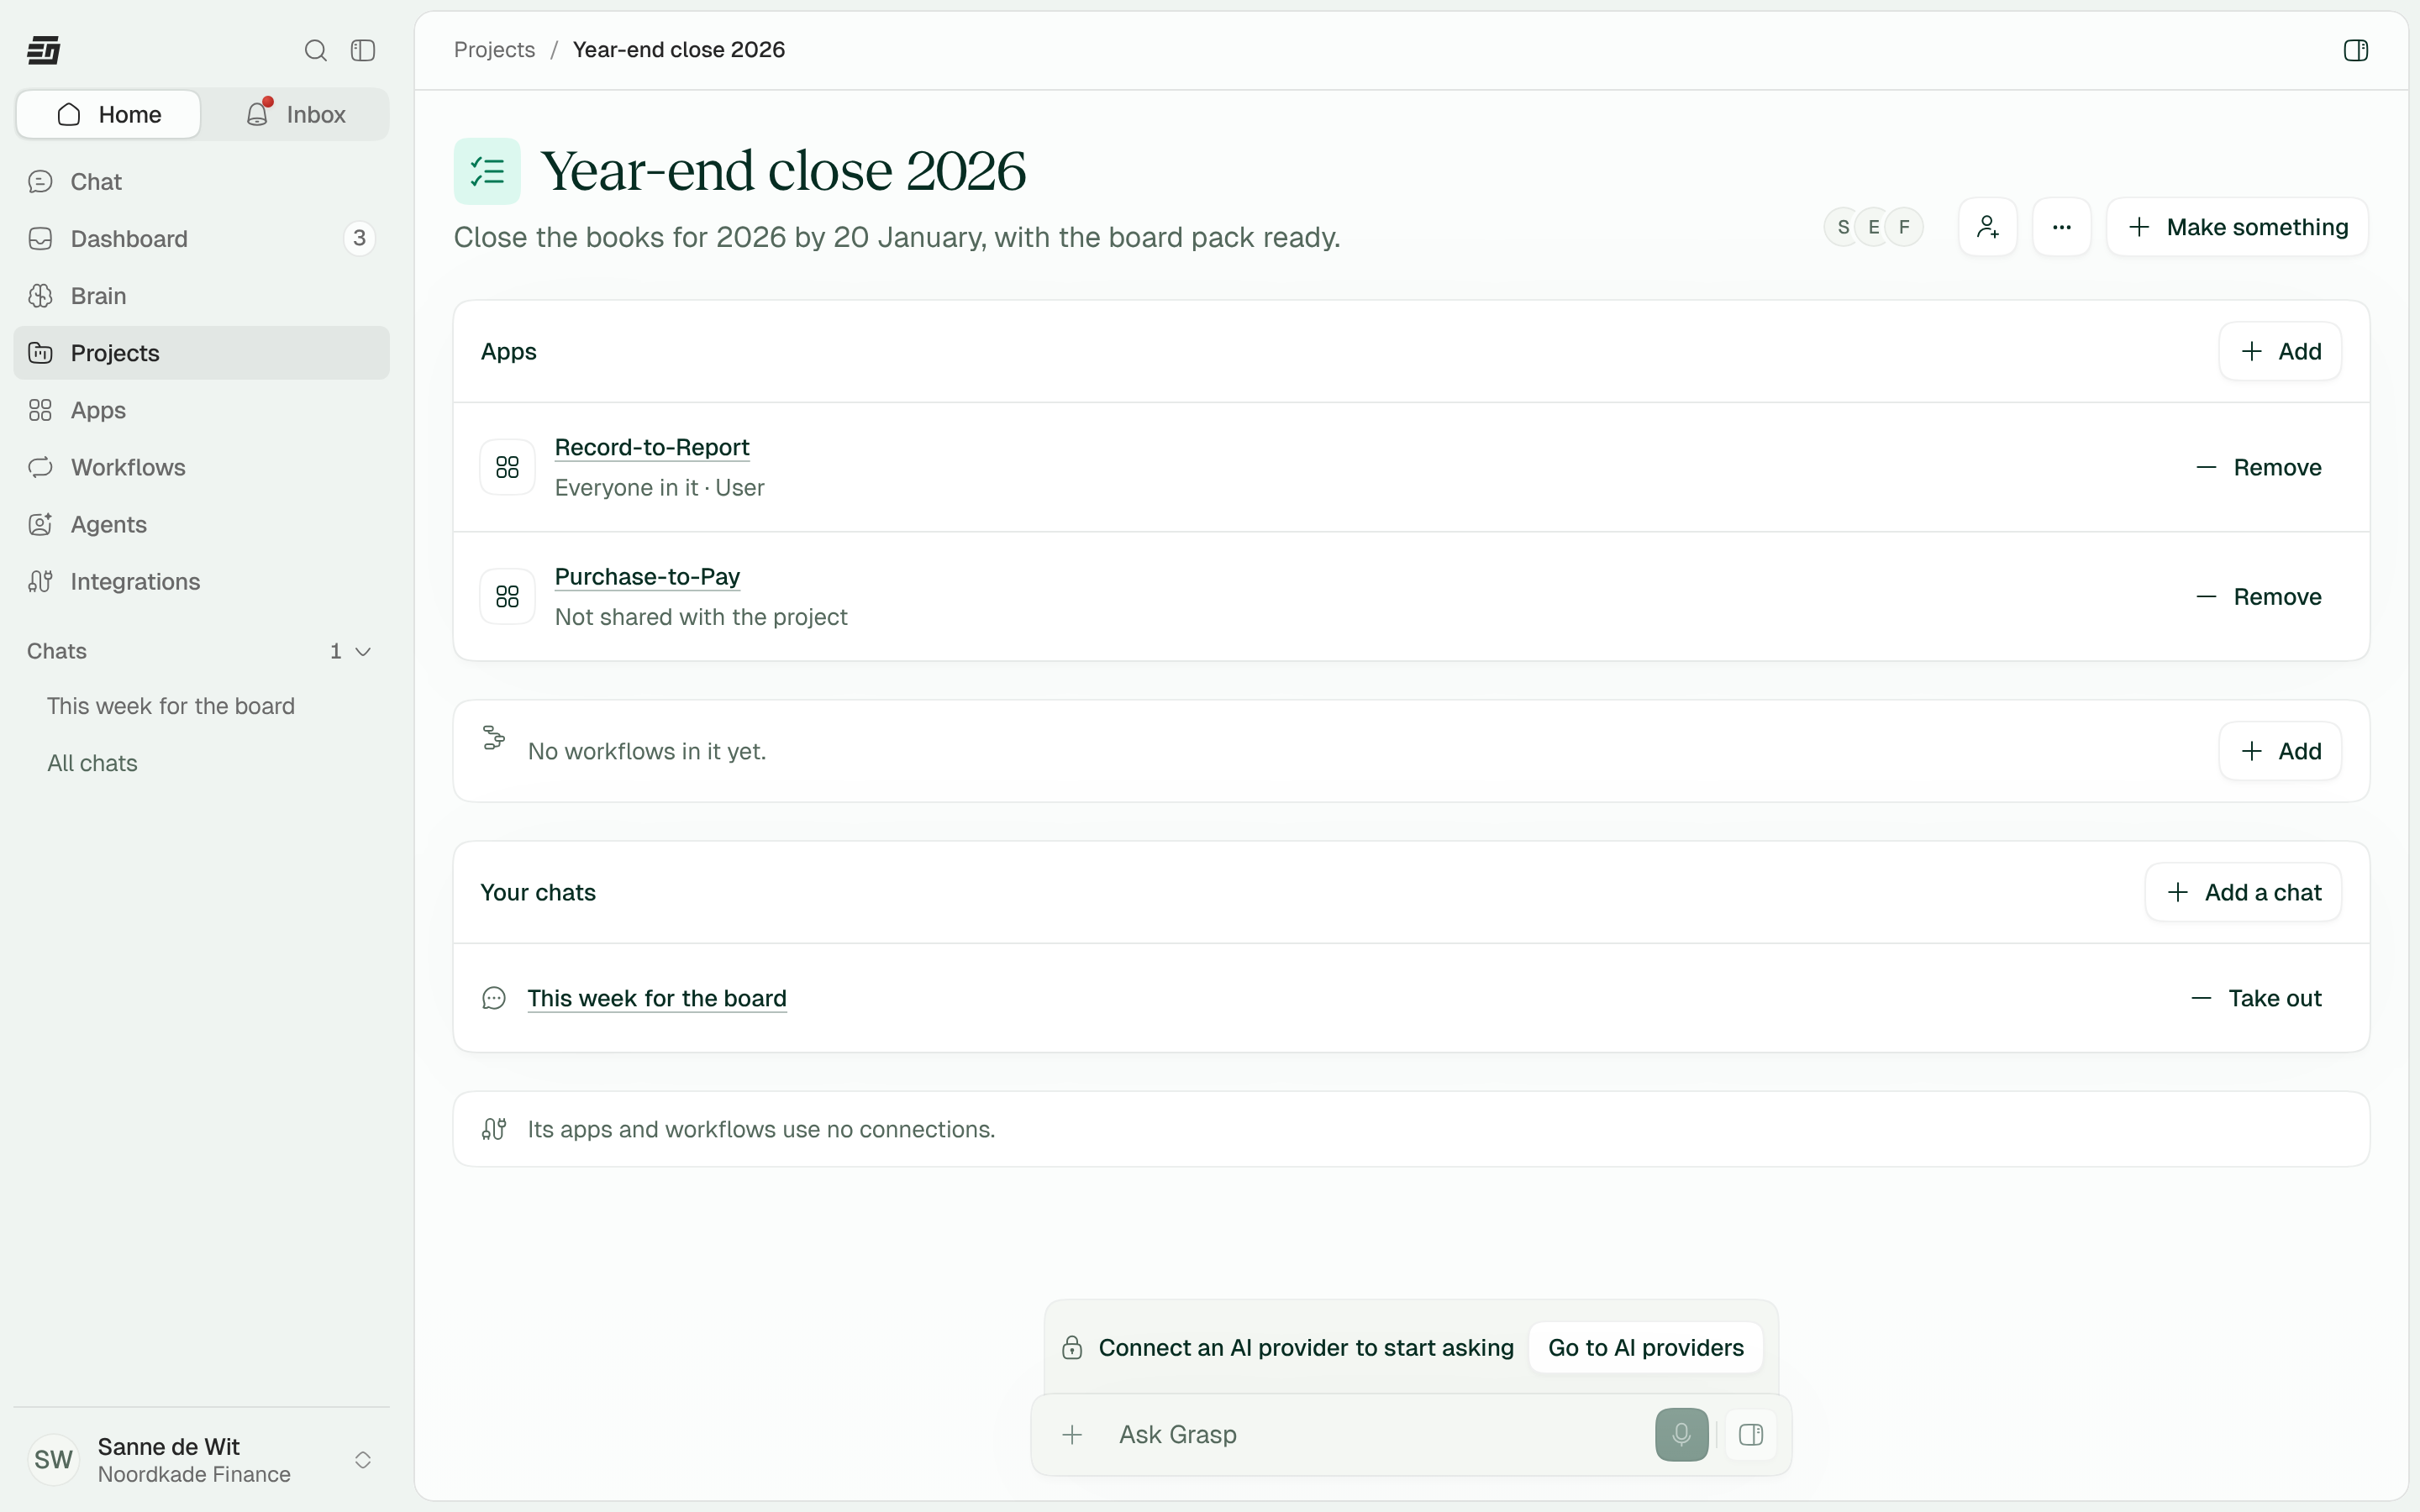 Home
Inbox
Chat
Dashboard 3
Brain
Projects
Apps
Workflows
Agents
Integrations
Chats 1
This week for the board
All chats
SW
Sanne de Wit
Noordkade Finance
Projects / Year-end close 2026
Year-end close 2026
Close the books for 2026 by 20 January, with the board pack ready.
S E F
Make something
Apps
Add
Record-to-Report
Everyone in it · User
Remove
Purchase-to-Pay
Not shared with the project
Remove
No workflows in it yet.
Add
Your chats
Add a chat
This week for the board
Take out
Its apps and workflows use no connections.
Connect an AI provider to start asking
Go to AI providers
Ask Grasp